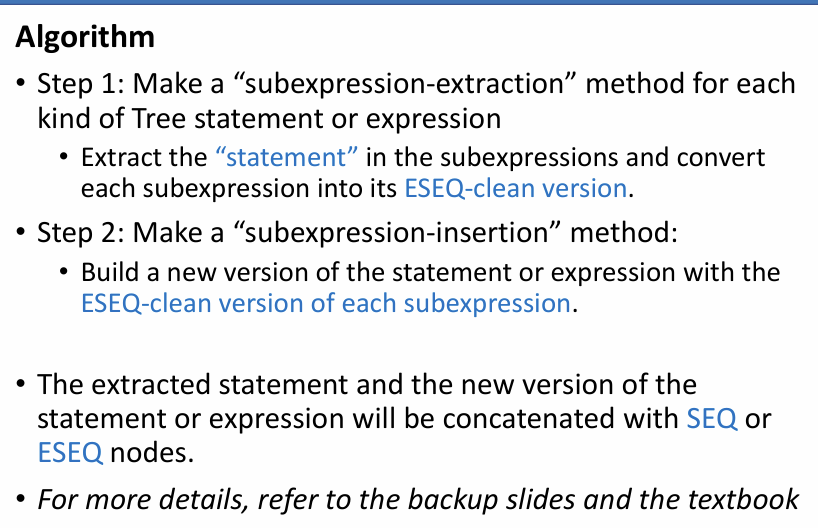 Algorithm
• Step 1: Make a “subexpression-extraction” method for each
kind of Tree statement or expression
• Extract the “statement” in the subexpressions and convert
each subexpression into its ESEQ-clean version.
• Step 2: Make a “subexpression-insertion” method:
• Build a new version of the statement or expression with the
ESEQ-clean version of each subexpression.
• The extracted statement and the new version of the
statement or expression will be concatenated with SEQ or
ESEQ nodes.
• For more details, refer to the backup slides and the textbook